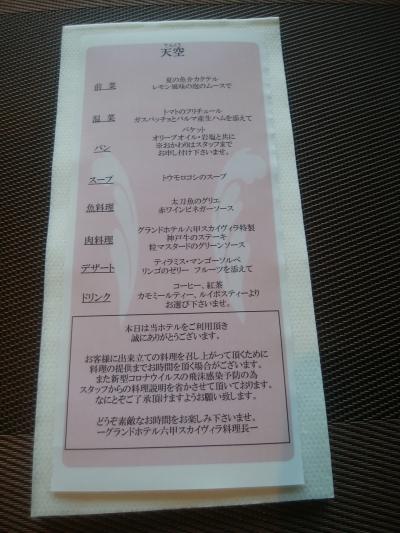 天空
前菜
夏の魚介カクテル
レモン風味の泡のムースで
温菜
トマトのフリチュール
ガスパッチョとパルマ産生ハムを添えて
パン
バケット
オリーブオイル・岩塩と共に
※おかわりはスタッフまで
お申し付け下さいませ。
スープ
トウモロコシのスープ
魚料理
太刀魚のグリエ
赤ワインビネガーソース
肉料理
グランドホテル六甲スカイヴィラ特製
神戸牛のステーキ
粒マスタードのグリーンソース
デザート
ティラミス・マンゴーソルベ
リンゴのゼリー フルーツを添えて
ドリンク
コーヒー、紅茶
カモミールティー、ルイボスティーより
お選び下さいませ。
本日は当ホテルをご利用頂き
誠にありがとうございます。
お客様に出来立ての料理を召し上がって頂くために
料理の提供までお時間を頂く場合がございます。
また新型コロナウイルスの飛沫感染予防の為
スタッフからの料理説明を省かさせて頂いております。
なにとぞご了承頂けますようお願い致します。
どうぞ素敵なお時間をお楽しみ下さいませ。
ーグランドホテル六甲スカイヴィラ料理長ー